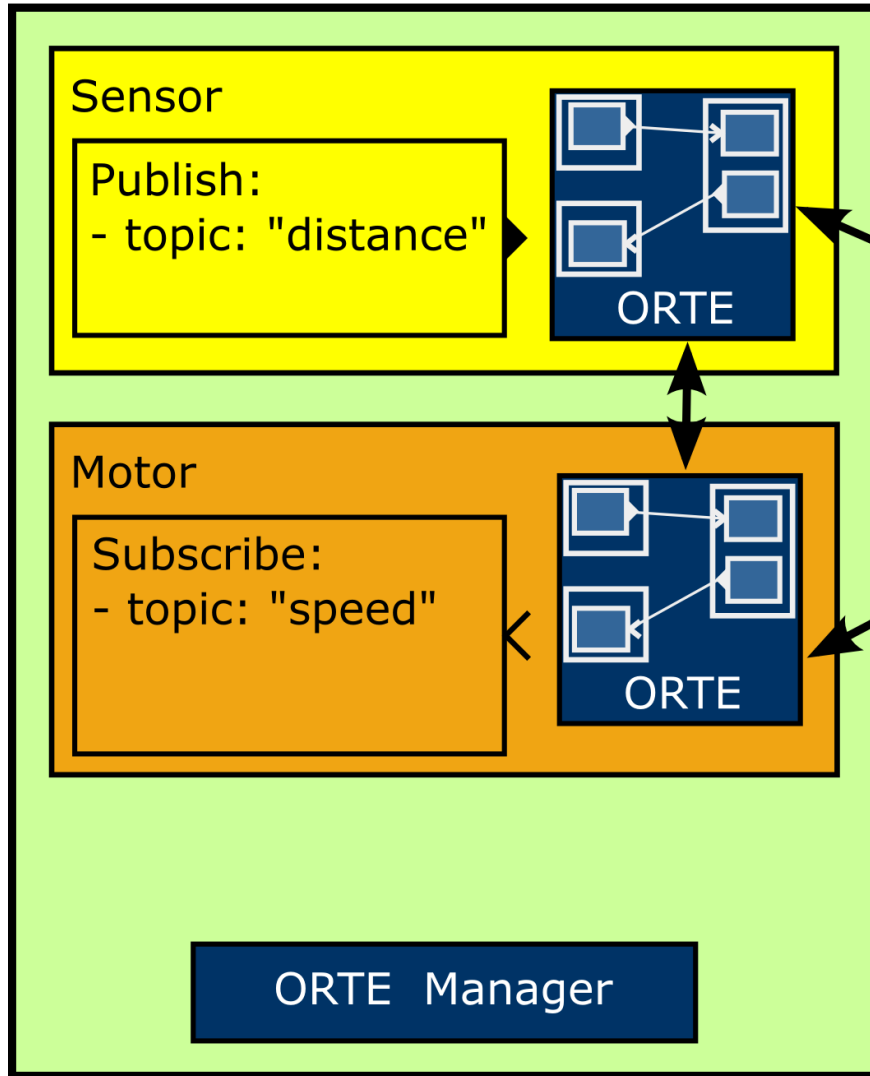 Sensor
Publish:
- topic: "distance"
ORTE
Motor
Subscribe:
- topic: "speed"
ORTE
ORTE Manager